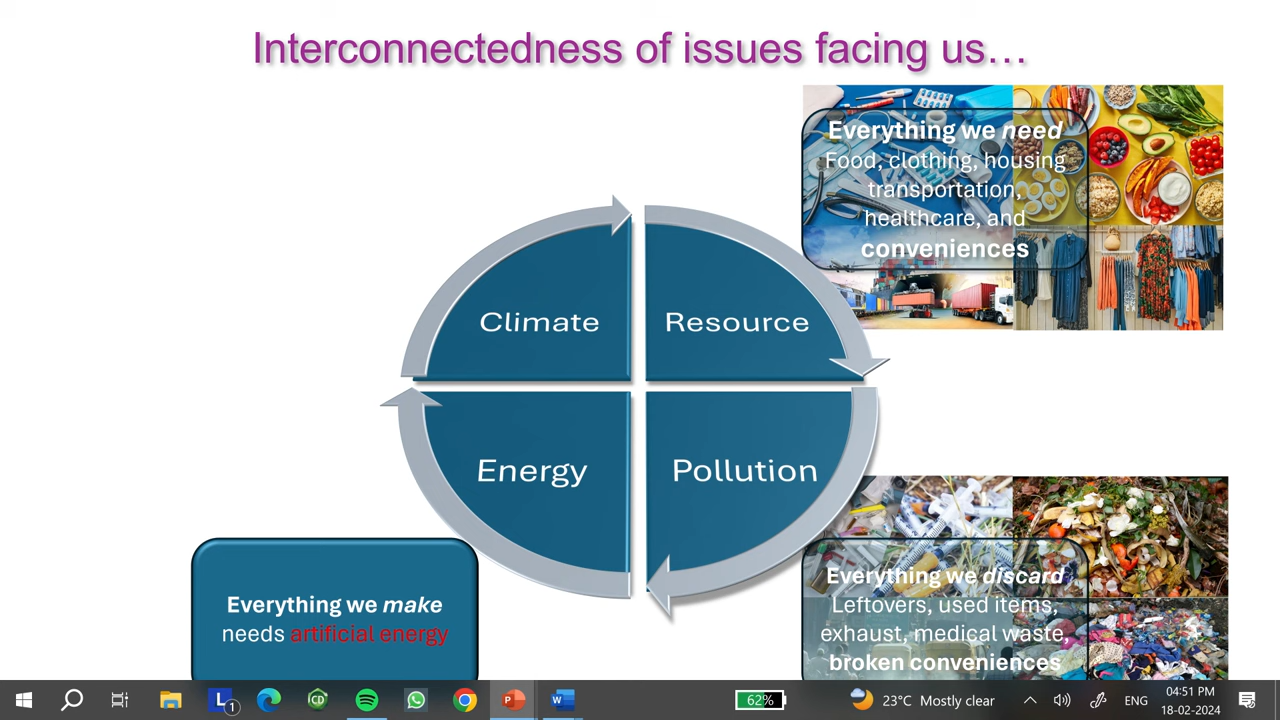 Interconnectedness of issues facing us…
Everything we need
Food, clothing, housing
transportation,
healthcare, and
conveniences
Climate
Resource
Energy
Pollution
Everything we make
needs artificial energy
Everything we discard
Leftovers, used items,
exhaust, medical waste,
broken conveniences
L
1
CD
P
W
62%
23°C Mostly clear
ENG
04:51 PM
18-02-2024